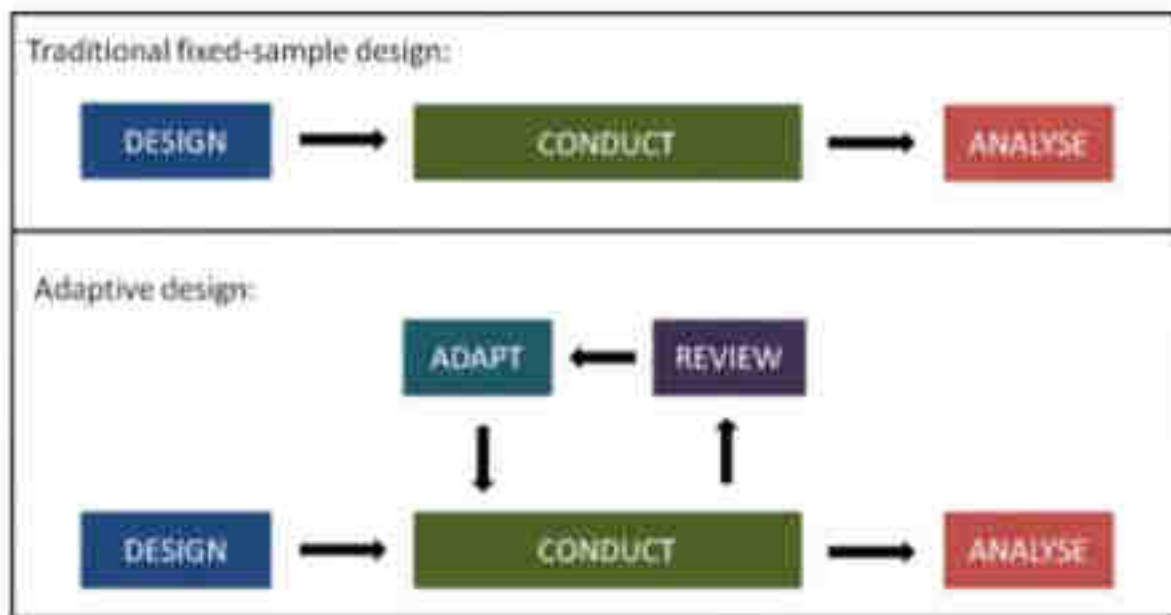 Traditional fixed-sample design:
DESIGN
CONDUCT
ANALYSE
Adaptive design:
ADAPT
REVIEW
DESIGN
CONDUCT
ANALYSE